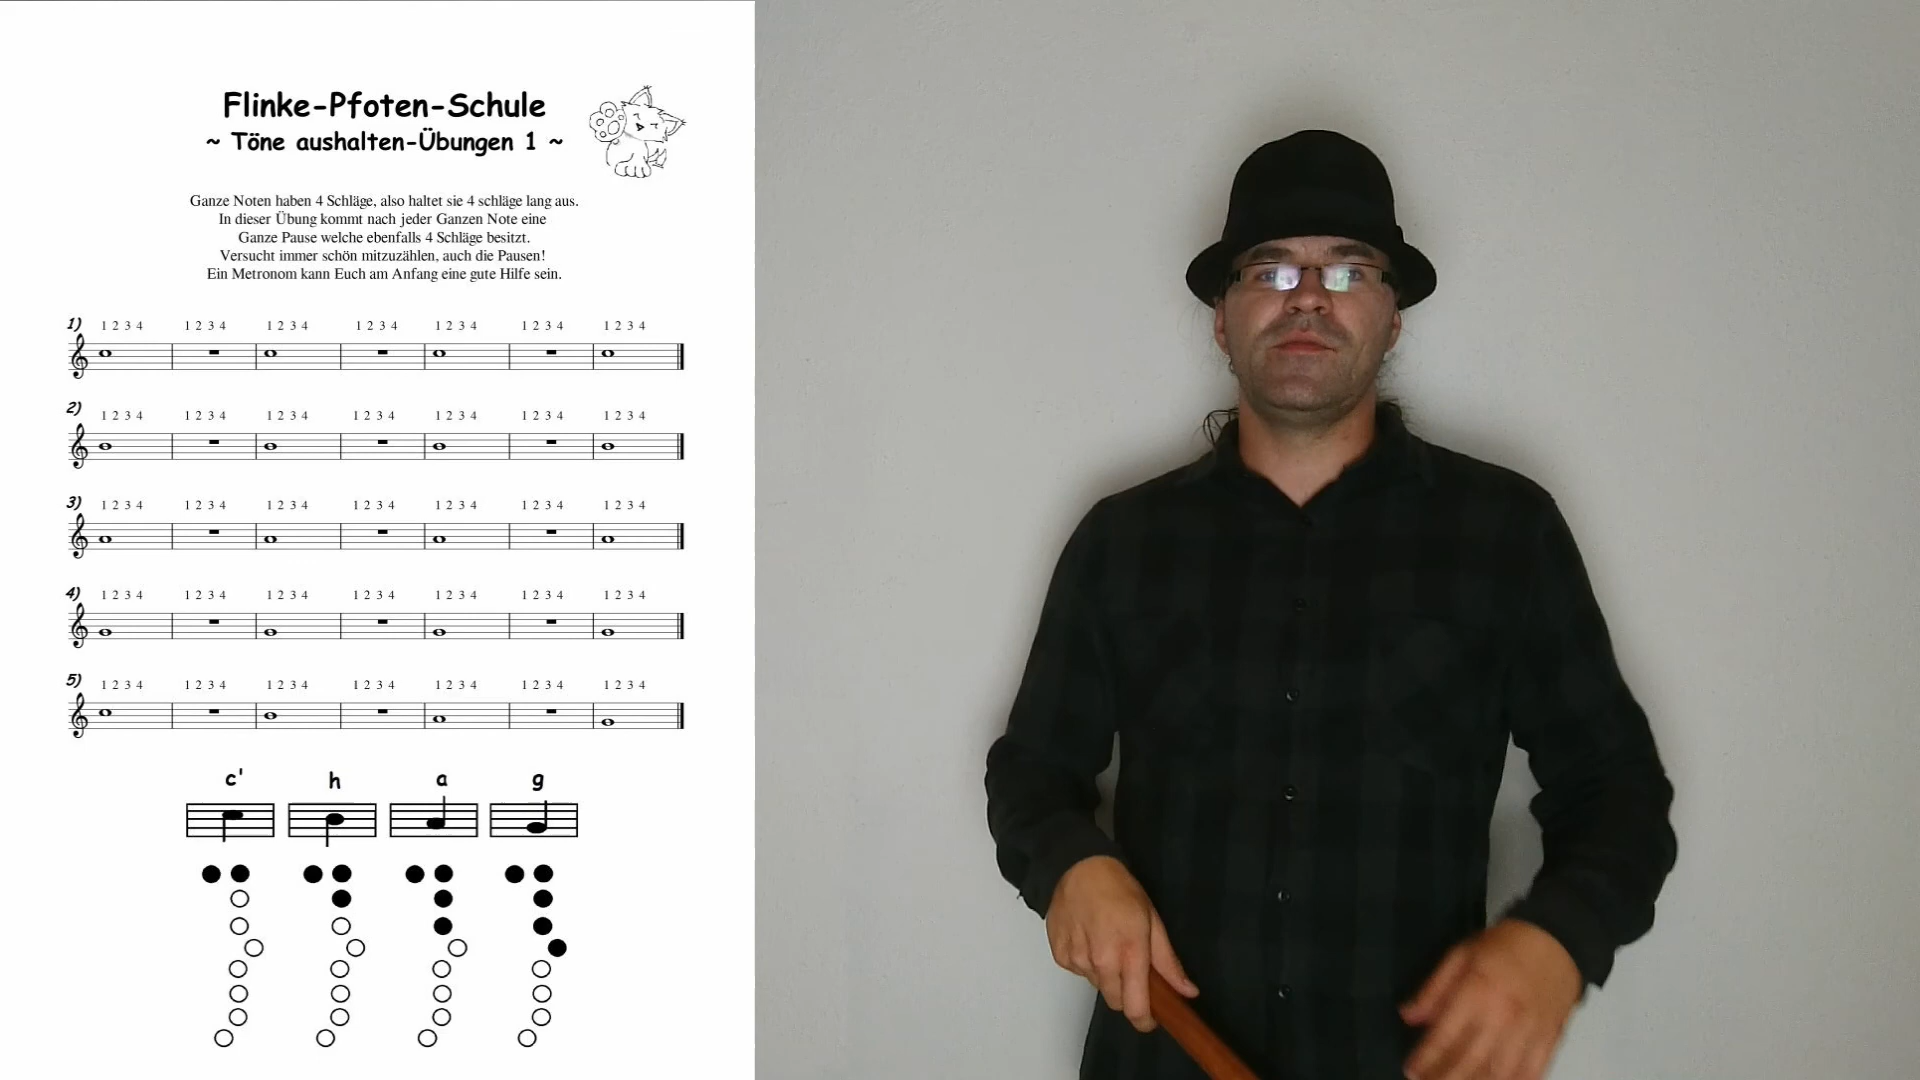 Flinke-Pfoten-Schule
~ Töne aushalten-Übungen 1 ~
Ganze Noten haben 4 Schläge, also haltet sie 4 schläge lang aus.
In dieser Übung kommt nach jeder Ganzen Note eine
Ganze Pause welche ebenfalls 4 Schläge besitzt.
Versucht immer schön mitzuzählen, auch die Pausen!
Ein Metronom kann Euch am Anfang eine gute Hilfe sein.
1) 1 2 3 4 1 2 3 4 1 2 3 4 1 2 3 4 1 2 3 4 1 2 3 4 1 2 3 4
2) 1 2 3 4 1 2 3 4 1 2 3 4 1 2 3 4 1 2 3 4 1 2 3 4 1 2 3 4
3) 1 2 3 4 1 2 3 4 1 2 3 4 1 2 3 4 1 2 3 4 1 2 3 4 1 2 3 4
4) 1 2 3 4 1 2 3 4 1 2 3 4 1 2 3 4 1 2 3 4 1 2 3 4 1 2 3 4
5) 1 2 3 4 1 2 3 4 1 2 3 4 1 2 3 4 1 2 3 4 1 2 3 4 1 2 3 4
c' h a g